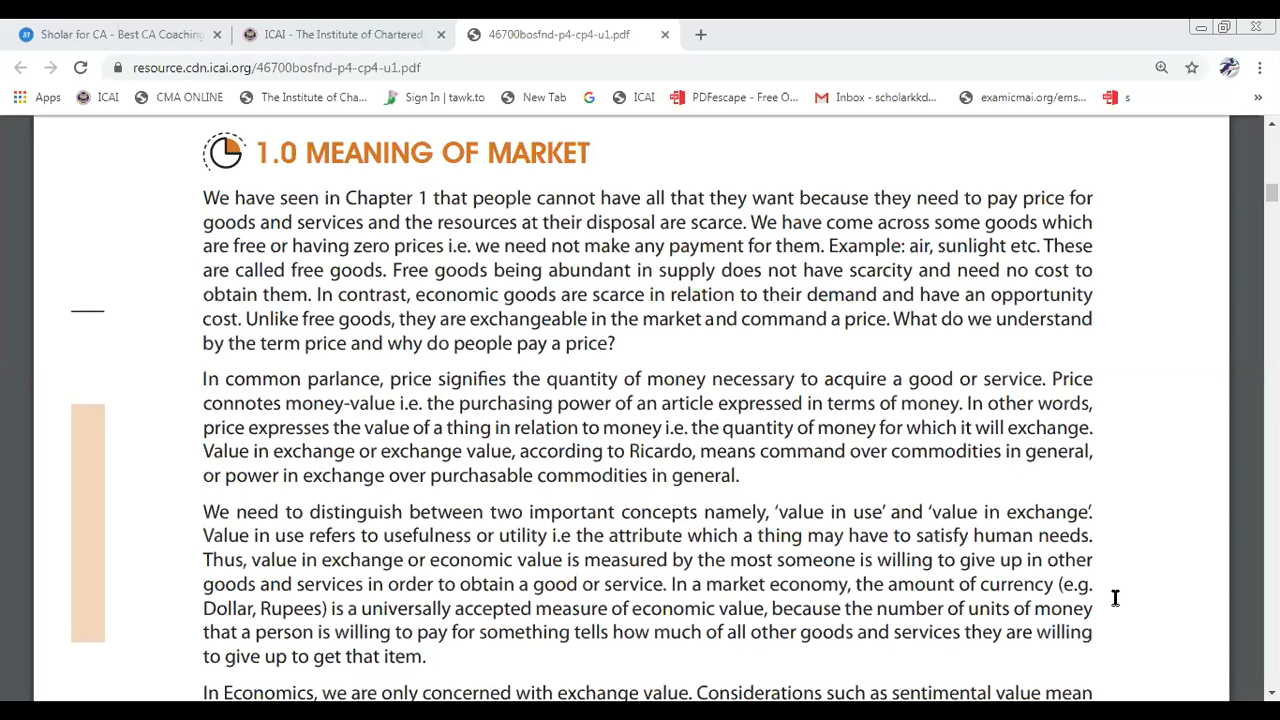 Sholar for CA - Best CA Coaching
ICAI - The Institute of Chartered
46700bosfnd-p4-cp4-u1.pdf
resource.cdn.icai.org/46700bosfnd-p4-cp4-u1.pdf
Apps ICAI CMA ONLINE The Institute of Cha... Sign In | tawk.to New Tab ICAI PDFescape - Free O... Inbox - scholarkkd... examicmai.org/ems... s
1.0 MEANING OF MARKET
We have seen in Chapter 1 that people cannot have all that they want because they need to pay price for
goods and services and the resources at their disposal are scarce. We have come across some goods which
are free or having zero prices i.e. we need not make any payment for them. Example: air, sunlight etc. These
are called free goods. Free goods being abundant in supply does not have scarcity and need no cost to
obtain them. In contrast, economic goods are scarce in relation to their demand and have an opportunity
cost. Unlike free goods, they are exchangeable in the market and command a price. What do we understand
by the term price and why do people pay a price?
In common parlance, price signifies the quantity of money necessary to acquire a good or service. Price
connotes money-value i.e. the purchasing power of an article expressed in terms of money. In other words,
price expresses the value of a thing in relation to money i.e. the quantity of money for which it will exchange.
Value in exchange or exchange value, according to Ricardo, means command over commodities in general,
or power in exchange over purchasable commodities in general.
We need to distinguish between two important concepts namely, ‘value in use’ and ‘value in exchange’.
Value in use refers to usefulness or utility i.e the attribute which a thing may have to satisfy human needs.
Thus, value in exchange or economic value is measured by the most someone is willing to give up in other
goods and services in order to obtain a good or service. In a market economy, the amount of currency (e.g.
Dollar, Rupees) is a universally accepted measure of economic value, because the number of units of money
that a person is willing to pay for something tells how much of all other goods and services they are willing
to give up to get that item.
In Economics, we are only concerned with exchange value. Considerations such as sentimental value mean